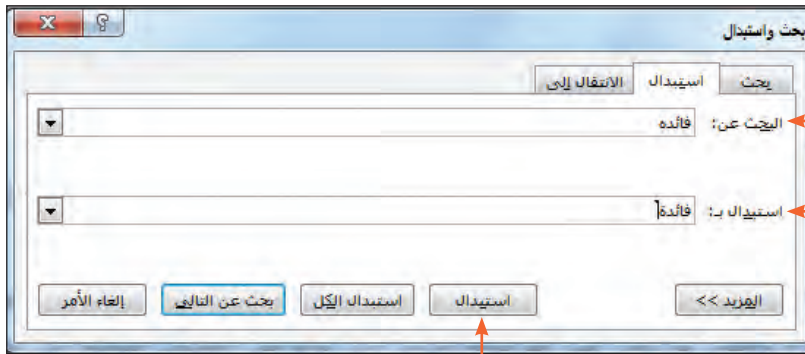 بحث واستبدال
بحث استبدال الانتقال إلى
البحث عن: فائده
استبدال بـ: فائدة
المزيد >> استبدال استبدال الكل بحث عن التالي إلغاء الأمر